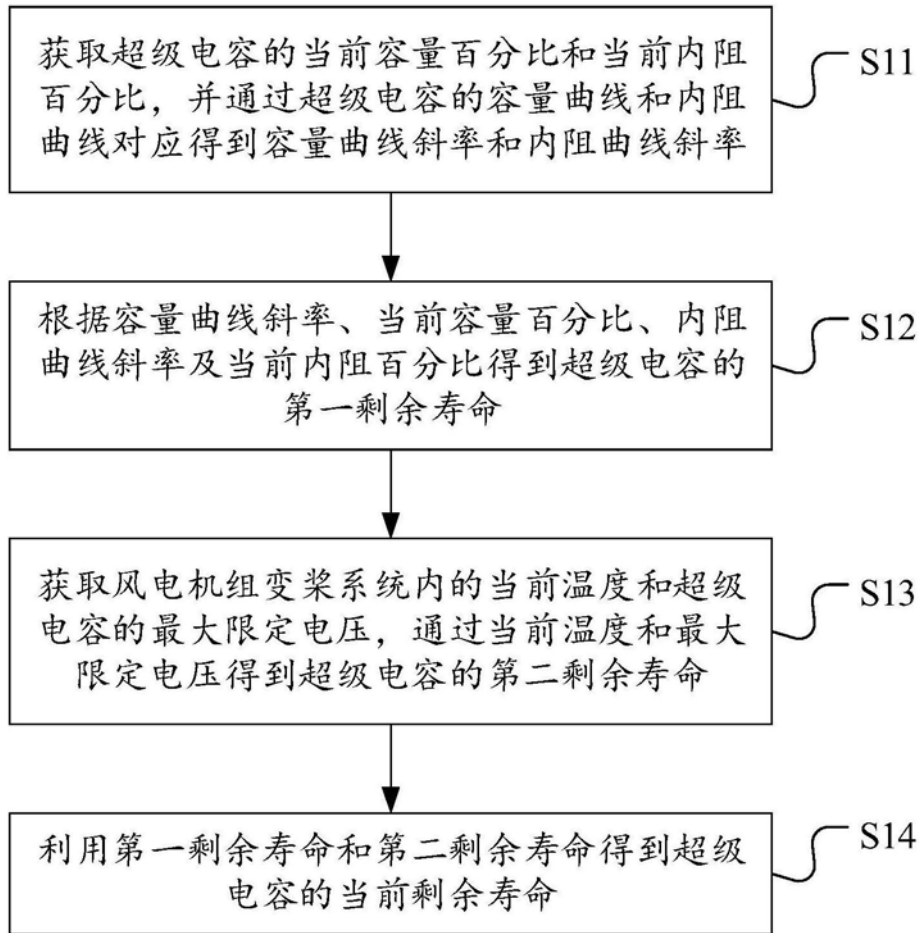 获取超级电容的当前容量百分比和当前内阻
百分比，并通过超级电容的容量曲线和内阻
曲线对应得到容量曲线斜率和内阻曲线斜率
S11
根据容量曲线斜率、当前容量百分比、内阻
曲线斜率及当前内阻百分比得到超级电容的
第一剩余寿命
S12
获取风电机组变桨系统内的当前温度和超级
电容的最大限定电压，通过当前温度和最大
限定电压得到超级电容的第二剩余寿命
S13
利用第一剩余寿命和第二剩余寿命得到超级
电容的当前剩余寿命
S14